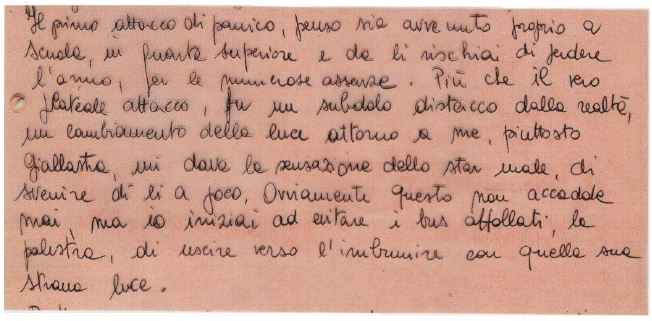 Il primo attacco di panico, penso sia avvenuto proprio a
scuola, in quarta superiore e da lì rischiai di perdere
l'anno, per le numerose assenze. Più che il vero
plateale attacco, fu un subdolo distacco dalla realtà,
un cambiamento della luce attorno a me, piuttosto
giallastra, mi dava la sensazione dello star male, di
svenire di lì a poco. Ovviamente questo non accadde
mai, ma io iniziai ad evitare i bus affollati, la
palestra, di uscire verso l'imbrunire con quella sua
strana luce.